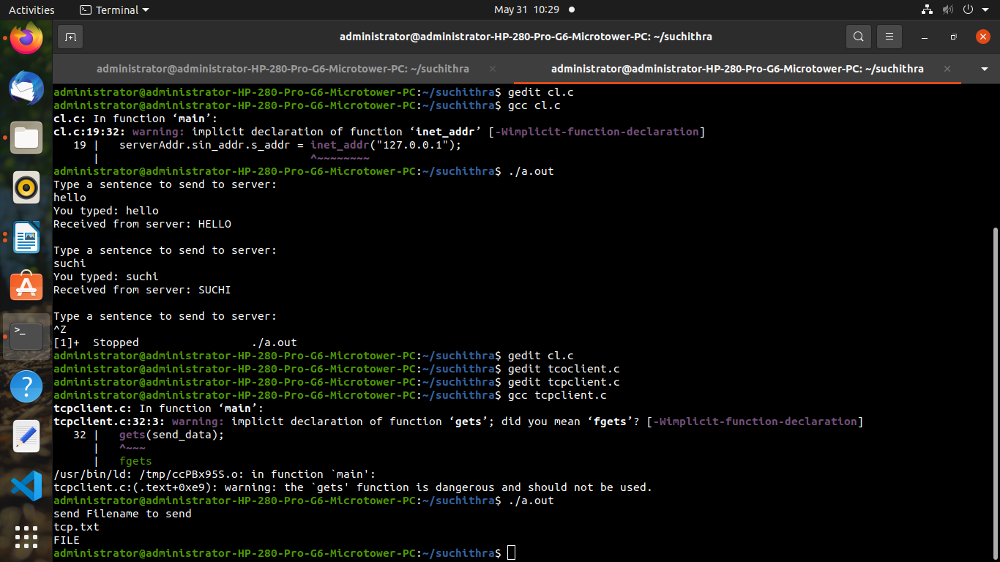 Activities Terminal May 31 10:29
administrator@administrator-HP-280-Pro-G6-Microtower-PC: ~/suchithra
administrator@administrator-HP-280-Pro-G6-Microtower-PC: ~/suchithra administrator@administrator-HP-280-Pro-G6-Microtower-PC: ~/suchithra
administrator@administrator-HP-280-Pro-G6-Microtower-PC:~/suchithra$ gedit cl.c
administrator@administrator-HP-280-Pro-G6-Microtower-PC:~/suchithra$ gcc cl.c
cl.c: In function ‘main’:
cl.c:19:32: warning: implicit declaration of function ‘inet_addr’ [-Wimplicit-function-declaration]
   19 |   serverAddr.sin_addr.s_addr = inet_addr("127.0.0.1");
      |                                ^~~~~~~~~
administrator@administrator-HP-280-Pro-G6-Microtower-PC:~/suchithra$ ./a.out
Type a sentence to send to server:
hello
You typed: hello
Received from server: HELLO
Type a sentence to send to server:
suchi
You typed: suchi
Received from server: SUCHI
Type a sentence to send to server:
^Z
[1]+  Stopped                 ./a.out
administrator@administrator-HP-280-Pro-G6-Microtower-PC:~/suchithra$ gedit cl.c
administrator@administrator-HP-280-Pro-G6-Microtower-PC:~/suchithra$ gedit tcoclient.c
administrator@administrator-HP-280-Pro-G6-Microtower-PC:~/suchithra$ gedit tcpclient.c
administrator@administrator-HP-280-Pro-G6-Microtower-PC:~/suchithra$ gcc tcpclient.c
tcpclient.c: In function ‘main’:
tcpclient.c:32:3: warning: implicit declaration of function ‘gets’; did you mean ‘fgets’? [-Wimplicit-function-declaration]
   32 |   gets(send_data);
      |   ^~~~
      |   fgets
/usr/bin/ld: /tmp/ccPBx95S.o: in function `main':
tcpclient.c:(.text+0xe9): warning: the `gets' function is dangerous and should not be used.
administrator@administrator-HP-280-Pro-G6-Microtower-PC:~/suchithra$ ./a.out
send Filename to send
tcp.txt
FILE
administrator@administrator-HP-280-Pro-G6-Microtower-PC:~/suchithra$